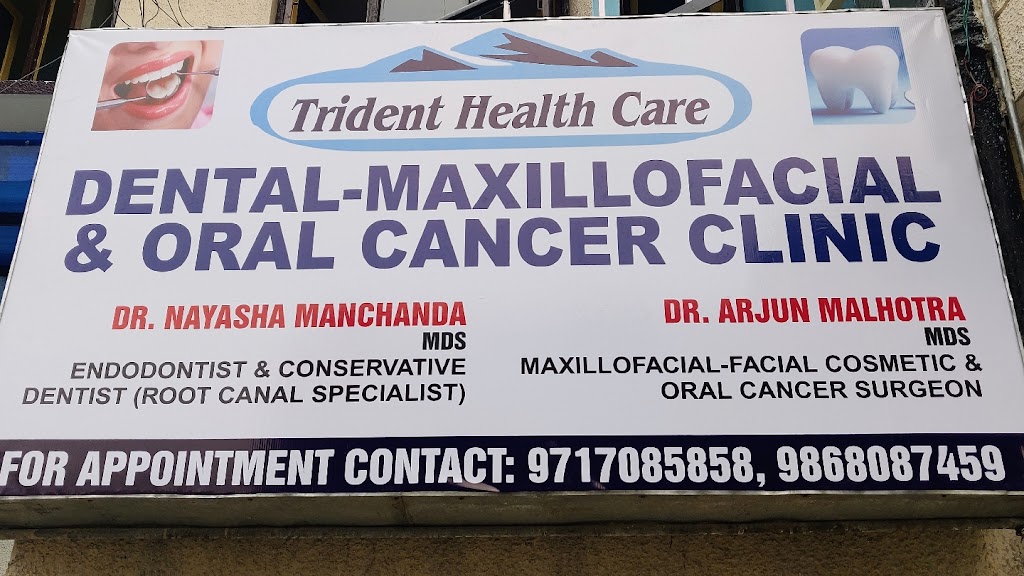 Trident Health Care
DENTAL-MAXILLOFACIAL
& ORAL CANCER CLINIC
DR. NAYASHA MANCHANDA
MDS
ENDODONTIST & CONSERVATIVE
DENTIST (ROOT CANAL SPECIALIST)
DR. ARJUN MALHOTRA
MDS
MAXILLOFACIAL-FACIAL COSMETIC &
ORAL CANCER SURGEON
FOR APPOINTMENT CONTACT: 9717085858, 9868087459